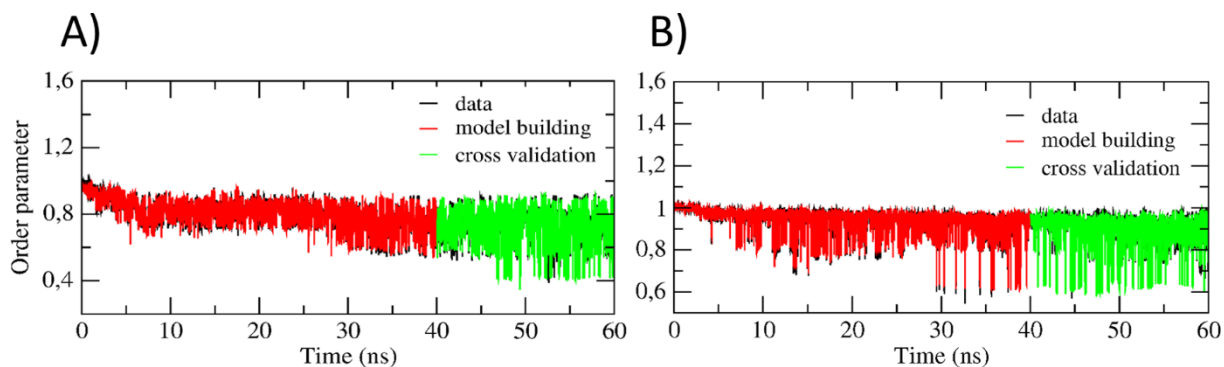 A)
1,6
1,2
0,8
0,4
Order parameter
data
model building
cross validation
0 10 20 30 40 50 60
Time (ns)
B)
1,6
1,4
1,2
1
0,8
0,6
data
model building
cross validation
0 10 20 30 40 50 60
Time (ns)